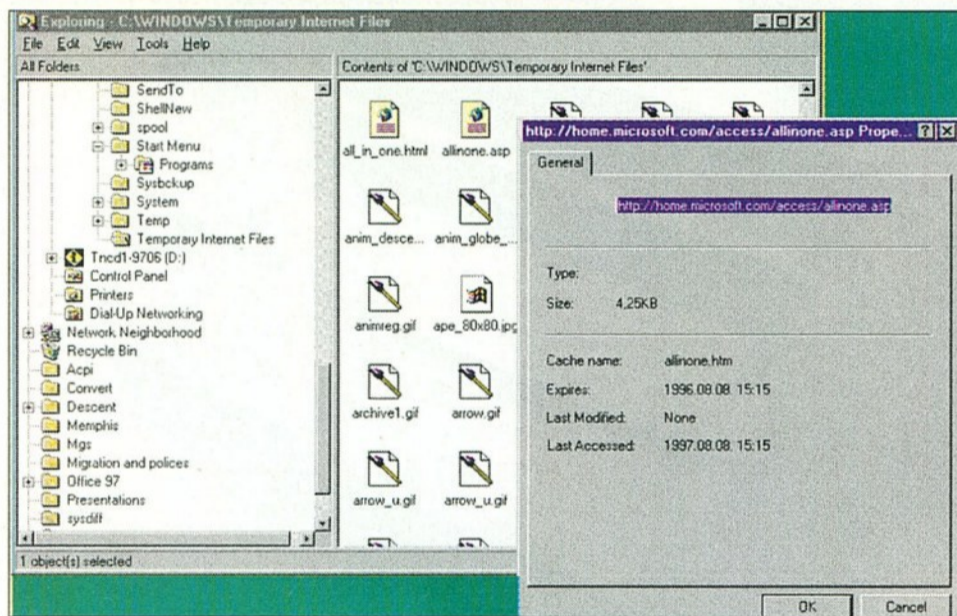 Exploring - C:\WINDOWS\Temporary Internet Files
File Edit View Tools Help
All Folders
Contents of 'C:\WINDOWS\Temporary Internet Files'
SendTo
ShellNew
spool
Start Menu
Programs
Sysbckup
System
Temp
Temporary Internet Files
Tncd1-9706 (D:)
Control Panel
Printers
Dial-Up Networking
Network Neighborhood
Recycle Bin
Acpi
Convert
Descent
Memphis
Mgs
Migration and polices
Office 97
Presentations
sysdiff
all_in_one.html allinone.asp
anim_desce... anim_globe_...
animreg.gif ape_80x80.jpg
archive1.gif arrow.gif
arrow_u.gif arrow_u.gif
1 object(s) selected
http://home.microsoft.com/access/allinone.asp Prope...
General
http://home.microsoft.com/access/allinone.asp
Type:
Size: 4,25KB
Cache name: allinone.htm
Expires: 1996.08.08. 15:15
Last Modified: None
Last Accessed: 1997.08.08. 15:15
OK Cancel